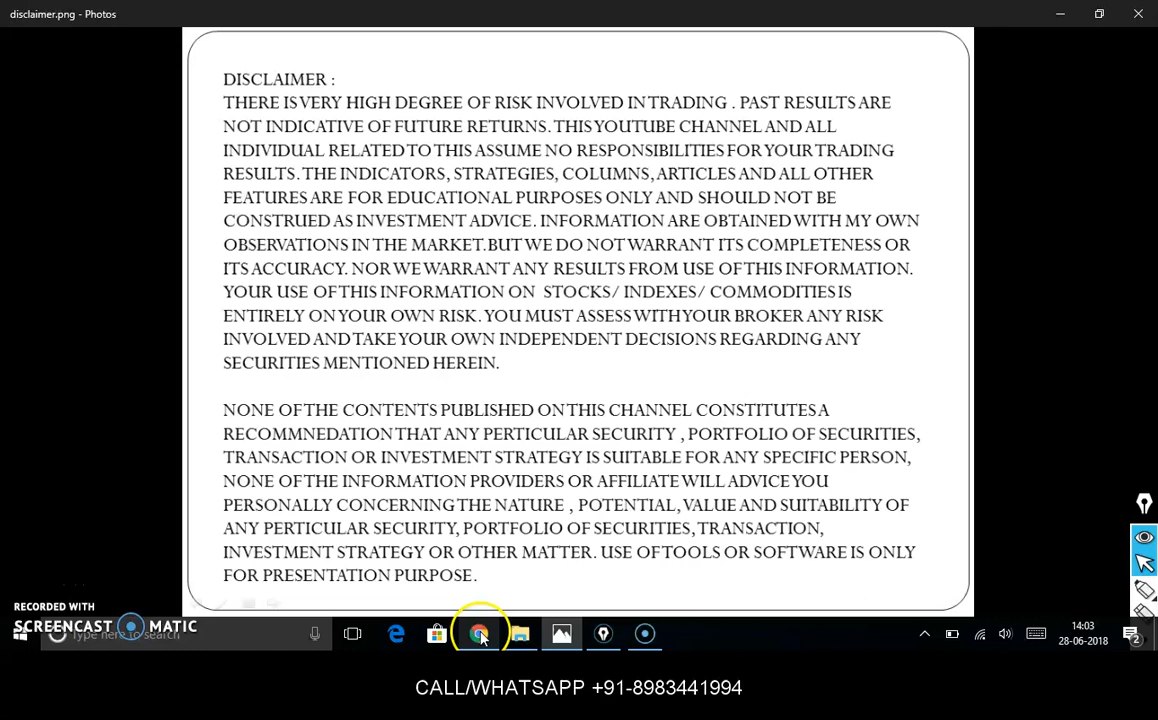 disclaimer.png - Photos
DISCLAIMER :
THERE IS VERY HIGH DEGREE OF RISK INVOLVED IN TRADING . PAST RESULTS ARE
NOT INDICATIVE OF FUTURE RETURNS. THIS YOUTUBE CHANNEL AND ALL
INDIVIDUAL RELATED TO THIS ASSUME NO RESPONSIBILITIES FOR YOUR TRADING
RESULTS. THE INDICATORS, STRATEGIES, COLUMNS, ARTICLES AND ALL OTHER
FEATURES ARE FOR EDUCATIONAL PURPOSES ONLY AND SHOULD NOT BE
CONSTRUED AS INVESTMENT ADVICE. INFORMATION ARE OBTAINED WITH MY OWN
OBSERVATIONS IN THE MARKET. BUT WE DO NOT WARRANT ITS COMPLETENESS OR
ITS ACCURACY. NOR WE WARRANT ANY RESULTS FROM USE OF THIS INFORMATION.
YOUR USE OF THIS INFORMATION ON STOCKS/ INDEXES/ COMMODITIES IS
ENTIRELY ON YOUR OWN RISK. YOU MUST ASSESS WITH YOUR BROKER ANY RISK
INVOLVED AND TAKE YOUR OWN INDEPENDENT DECISIONS REGARDING ANY
SECURITIES MENTIONED HEREIN.
NONE OF THE CONTENTS PUBLISHED ON THIS CHANNEL CONSTITUTES A
RECOMMNEDATION THAT ANY PERTICULAR SECURITY , PORTFOLIO OF SECURITIES,
TRANSACTION OR INVESTMENT STRATEGY IS SUITABLE FOR ANY SPECIFIC PERSON,
NONE OF THE INFORMATION PROVIDERS OR AFFILIATE WILL ADVICE YOU
PERSONALLY CONCERNING THE NATURE , POTENTIAL, VALUE AND SUITABILITY OF
ANY PERTICULAR SECURITY, PORTFOLIO OF SECURITIES, TRANSACTION,
INVESTMENT STRATEGY OR OTHER MATTER. USE OF TOOLS OR SOFTWARE IS ONLY
FOR PRESENTATION PURPOSE.
RECORDED WITH
SCREENCAST MATIC
Type here to search
14:03
28-06-2018
2
CALL/WHATSAPP +91-8983441994